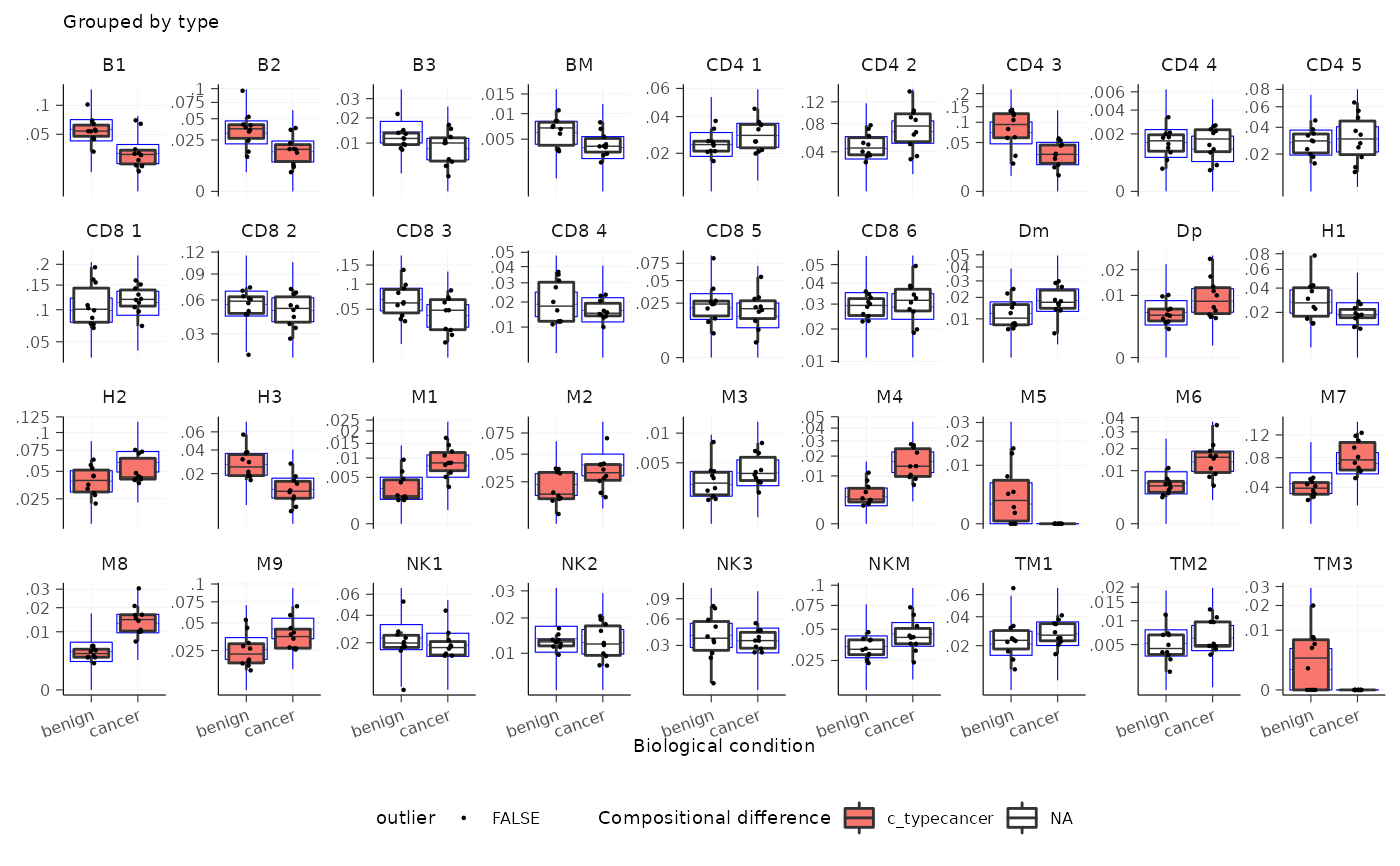 Grouped by type
B1 B2 B3 BM CD4 1 CD4 2 CD4 3 CD4 4 CD4 5
.1 .05
.1 .075 .05 .025 0
.03 .02 .01
.015 .010 .005
.06 .04 .02
.12 .08 .04
.2 .15 .1 .05 0
.006 .004 .002 0
.08 .06 .04 .02
CD8 1 CD8 2 CD8 3 CD8 4 CD8 5 CD8 6 Dm Dp H1
.2 .15 .1 .05
.12 .09 .06 .03
.15 .1 .05
.05 .04 .03 .02 .01
.075 .05 .025 0
.05 .04 .03 .02 .01
.05 .04 .03 .02 .01
.02 .01 0
.08 .06 .04 .02
H2 H3 M1 M2 M3 M4 M5 M6 M7
.125 .1 .075 .05 .025
.06 .04 .02
.025 .02 .015 .01 .005 0
.075 .05 .025
.01 .005
.05 .04 .03 .02 .01 0
.03 .02 .01 0
.04 .03 .02 .01 0
.12 .08 .04
M8 M9 NK1 NK2 NK3 NKM TM1 TM2 TM3
.03 .02 .01 0
.1 .075 .05 .025
.06 .04 .02
.03 .02 .01
.09 .06 .03
.1 .075 .05 .025
.06 .04 .02
.02 .015 .010 .005
.03 .02 .01 0
benign cancer benign cancer benign cancer benign cancer benign cancer benign cancer benign cancer benign cancer benign cancer
Biological condition
outlier FALSE Compositional difference c_typecancer NA